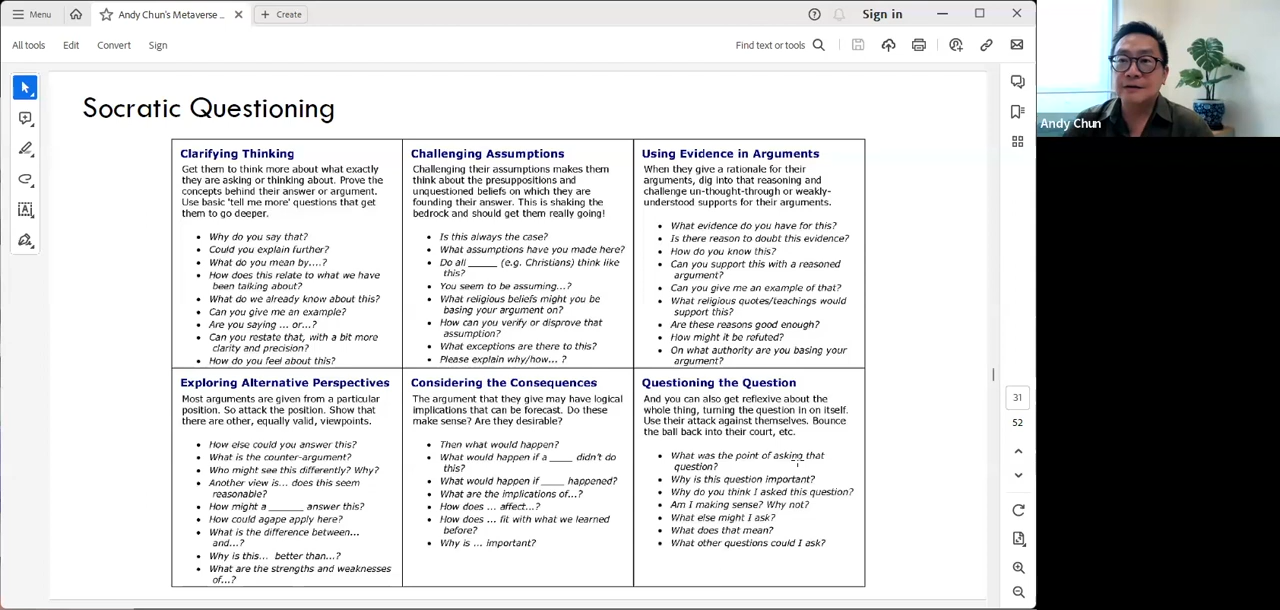 Menu
Andy Chun's Metaverse ...
Create
Sign in
All tools
Edit
Convert
Sign
Find text or tools
Andy Chun
Socratic Questioning
Clarifying Thinking
Get them to think more about what exactly
they are asking or thinking about. Prove the
concepts behind their answer or argument.
Use basic 'tell me more' questions that get
them to go deeper.
• Why do you say that?
• Could you explain further?
• What do you mean by....?
• How does this relate to what we have
been talking about?
• What do we already know about this?
• Can you give me an example?
• Are you saying ... or...?
• Can you restate that, with a bit more
clarity and precision?
• How do you feel about this?
Challenging Assumptions
Challenging their assumptions makes them
think about the presuppositions and
unquestioned beliefs on which they are
founding their answer. This is shaking the
bedrock and should get them really going!
• Is this always the case?
• What assumptions have you made here?
• Do all _____ (e.g. Christians) think like
this?
• You seem to be assuming...?
• What religious beliefs might you be
basing your argument on?
• How can you verify or disprove that
assumption?
• What exceptions are there to this?
• Please explain why/how... ?
Using Evidence in Arguments
When they give a rationale for their
arguments, dig into that reasoning and
challenge un-thought-through or weakly-
understood supports for their arguments.
• What evidence do you have for this?
• Is there reason to doubt this evidence?
• How do you know this?
• Can you support this with a reasoned
argument?
• Can you give me an example of that?
• What religious quotes/teachings would
support this?
• Are these reasons good enough?
• How might it be refuted?
• On what authority are you basing your
argument?
Exploring Alternative Perspectives
Most arguments are given from a particular
position. So attack the position. Show that
there are other, equally valid, viewpoints.
• How else could you answer this?
• What is the counter-argument?
• Who might see this differently? Why?
• Another view is... does this seem
reasonable?
• How might a ______ answer this?
• How could agape apply here?
• What is the difference between...
and...?
• Why is this... better than...?
• What are the strengths and weaknesses
of...?
Considering the Consequences
The argument that they give may have logical
implications that can be forecast. Do these
make sense? Are they desirable?
• Then what would happen?
• What would happen if a ____ didn't do
this?
• What would happen if ____ happened?
• What are the implications of...?
• How does ... affect...?
• How does ... fit with what we learned
before?
• Why is ... important?
Questioning the Question
And you can also get reflexive about the
whole thing, turning the question in on itself.
Use their attack against themselves. Bounce
the ball back into their court, etc.
• What was the point of asking that
question?
• Why is this question important?
• Why do you think I asked this question?
• Am I making sense? Why not?
• What else might I ask?
• What does that mean?
• What other questions could I ask?
31
52